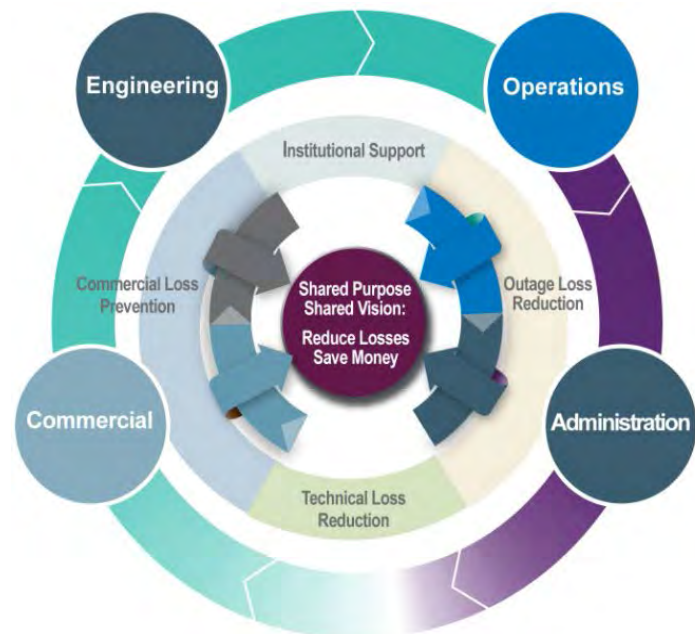 Engineering
Operations
Institutional Support
Commercial Loss
Prevention
Shared Purpose
Shared Vision:
Reduce Losses
Save Money
Outage Loss
Reduction
Commercial
Administration
Technical Loss
Reduction